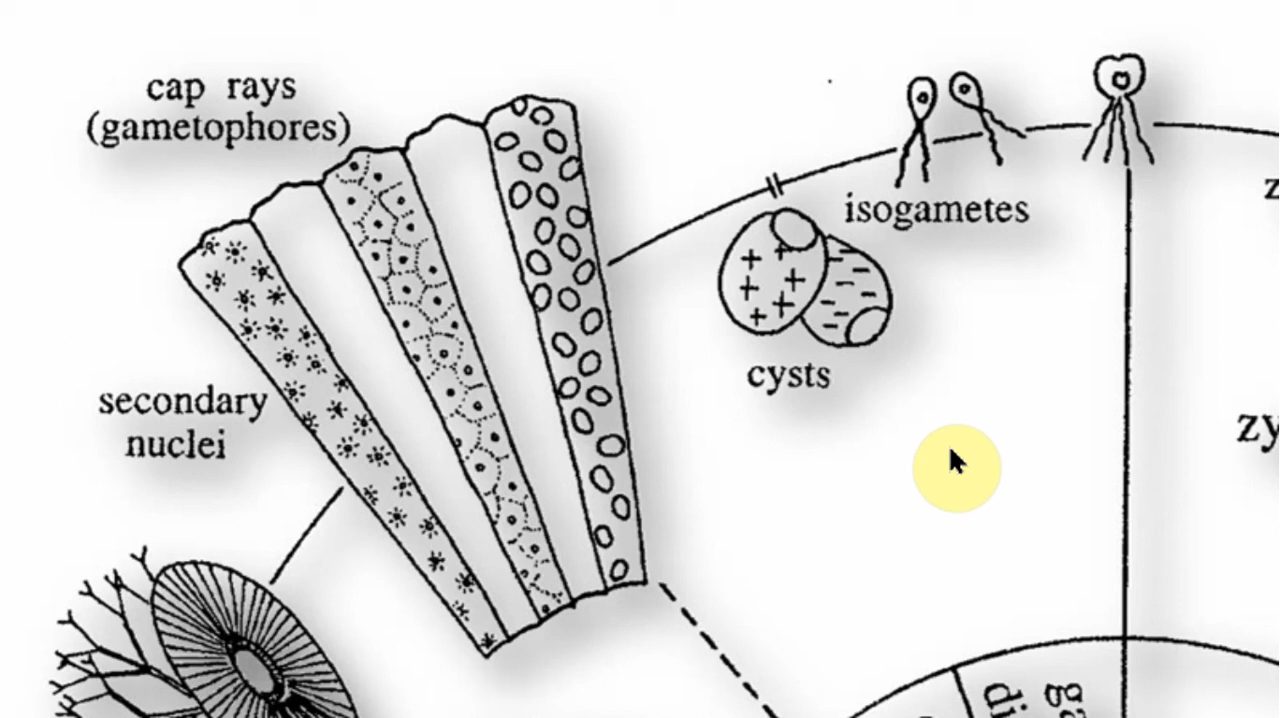 cap rays
(gametophores)
isogametes
cysts
secondary
nuclei